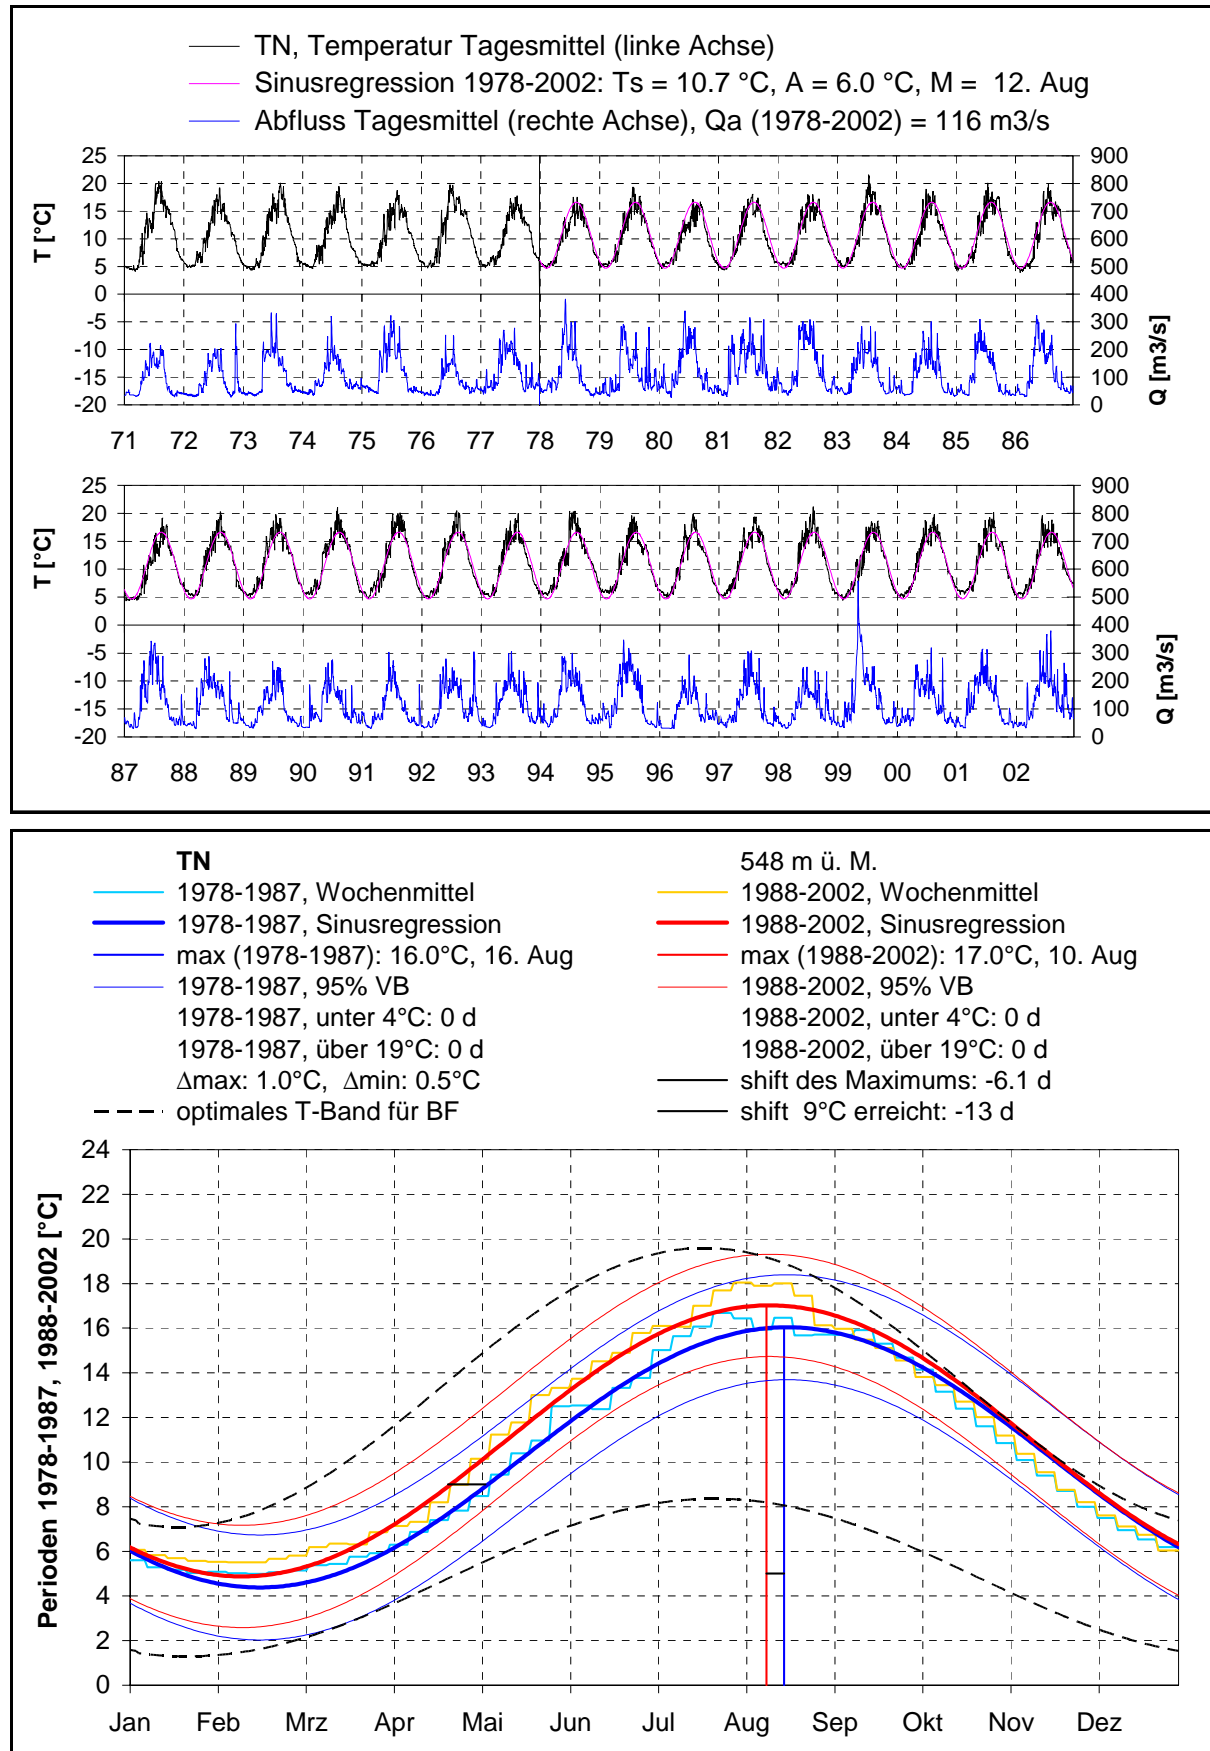 TN, Temperatur Tagesmittel (linke Achse)
Sinusregression 1978-2002: Ts = 10.7 °C, A = 6.0 °C, M = 12. Aug
Abfluss Tagesmittel (rechte Achse), Qa (1978-2002) = 116 m3/s
T [°C]
25
20
15
10
5
0
-5
-10
-15
-20
900
800
700
600
500
400
300
200
100
0
Q [m3/s]
71 72 73 74 75 76 77 78 79 80 81 82 83 84 85 86
T [°C]
25
20
15
10
5
0
-5
-10
-15
-20
900
800
700
600
500
400
300
200
100
0
Q [m3/s]
87 88 89 90 91 92 93 94 95 96 97 98 99 00 01 02
TN
1978-1987, Wochenmittel
1978-1987, Sinusregression
max (1978-1987): 16.0°C, 16. Aug
1978-1987, 95% VB
1978-1987, unter 4°C: 0 d
1978-1987, über 19°C: 0 d
Δmax: 1.0°C, Δmin: 0.5°C
optimales T-Band für BF
548 m ü. M.
1988-2002, Wochenmittel
1988-2002, Sinusregression
max (1988-2002): 17.0°C, 10. Aug
1988-2002, 95% VB
1988-2002, unter 4°C: 0 d
1988-2002, über 19°C: 0 d
shift des Maximums: -6.1 d
shift 9°C erreicht: -13 d
Perioden 1978-1987, 1988-2002 [°C]
24
22
20
18
16
14
12
10
8
6
4
2
0
Jan Feb Mrz Apr Mai Jun Jul Aug Sep Okt Nov Dez